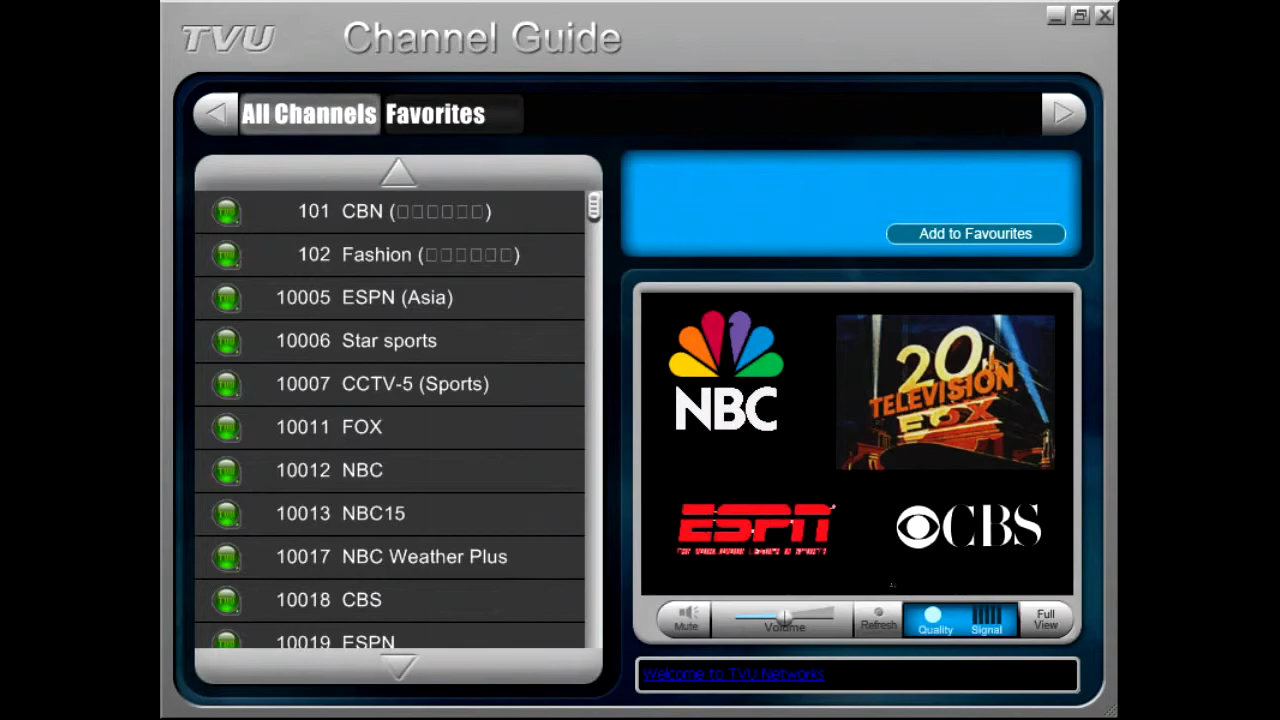 TVU Channel Guide
All Channels Favorites
101 CBN (□□□□□□)
102 Fashion (□□□□□□)
10005 ESPN (Asia)
10006 Star sports
10007 CCTV-5 (Sports)
10011 FOX
10012 NBC
10013 NBC15
10017 NBC Weather Plus
10018 CBS
10019 ESPN
Add to Favourites
NBC
20th
TELEVISION
FOX
ESPN
CBS
Mute
Volume
Refresh
Quality
Signal
Full
View
Welcome to TVU Networks